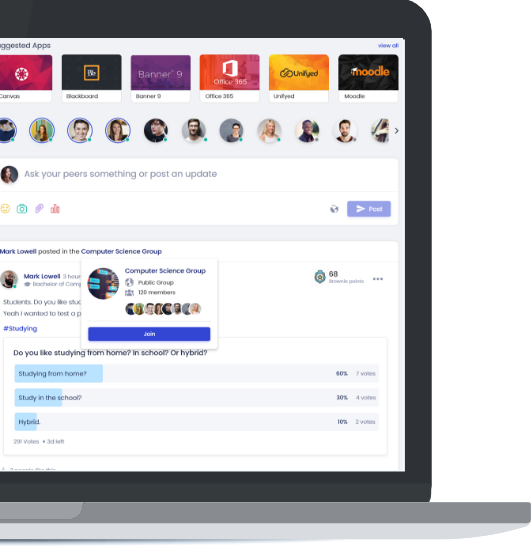 ggested Apps
view all
Bb
Banner 9
Office 365
Unifyed
moodle
Canvas
Blackboard
Banner 9
Office 365
Unifyed
Moodle
Ask your peers something or post an update
Post
Mark Lowell posted in the Computer Science Group
Mark Lowell 3 hour
Bachelor of Comp
Computer Science Group
Public Group
120 members
Join
68
Brownie points
Students. Do you like stud
Yeah I wanted to test a p
#Studying
Do you like studying from home? In school? Or hybrid?
Studying from home?
60% 7 votes
Study in the school?
30% 4 votes
Hybrid.
10% 2 votes
291 Votes • 3d left